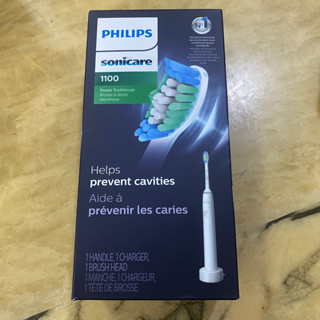 PHILIPS
sonicare
1100
Power Toothbrush
Brosse à dents
électrique
Helps
prevent cavities
Aide à
prévenir les caries
1 HANDLE, 1 CHARGER,
1 BRUSH HEAD
1 MANCHE, 1 CHARGEUR,
1 TÊTE DE BROSSE